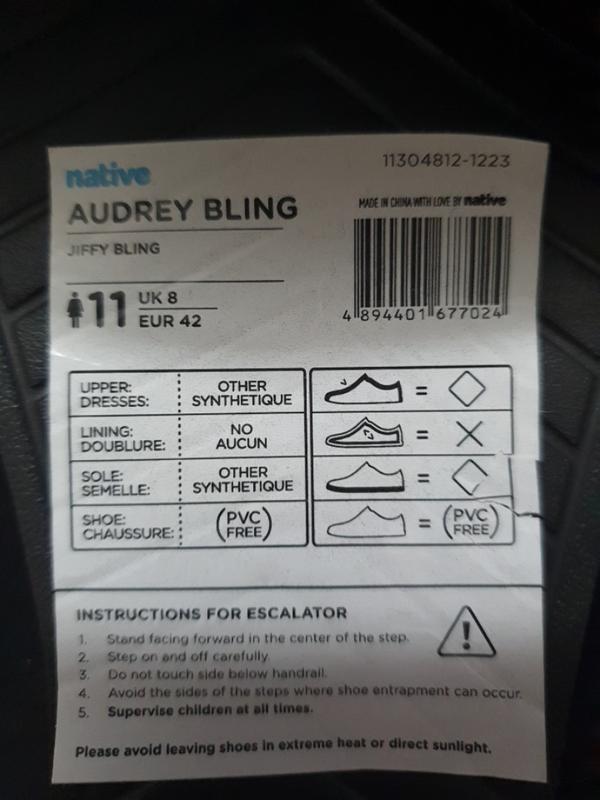 native
11304812-1223
AUDREY BLING
MADE IN CHINA WITH LOVE BY native
JIFFY BLING
11 UK 8
EUR 42
4 894401 677024
UPPER: OTHER
DRESSES: SYNTHETIQUE
=
LINING: NO
DOUBLURE: AUCUN
=
SOLE: OTHER
SEMELLE: SYNTHETIQUE
=
SHOE: (PVC
CHAUSSURE: FREE)
= (PVC
FREE)
INSTRUCTIONS FOR ESCALATOR
1. Stand facing forward in the center of the step.
2. Step on and off carefully.
3. Do not touch side below handrail.
4. Avoid the sides of the steps where shoe entrapment can occur.
5. Supervise children at all times.
Please avoid leaving shoes in extreme heat or direct sunlight.